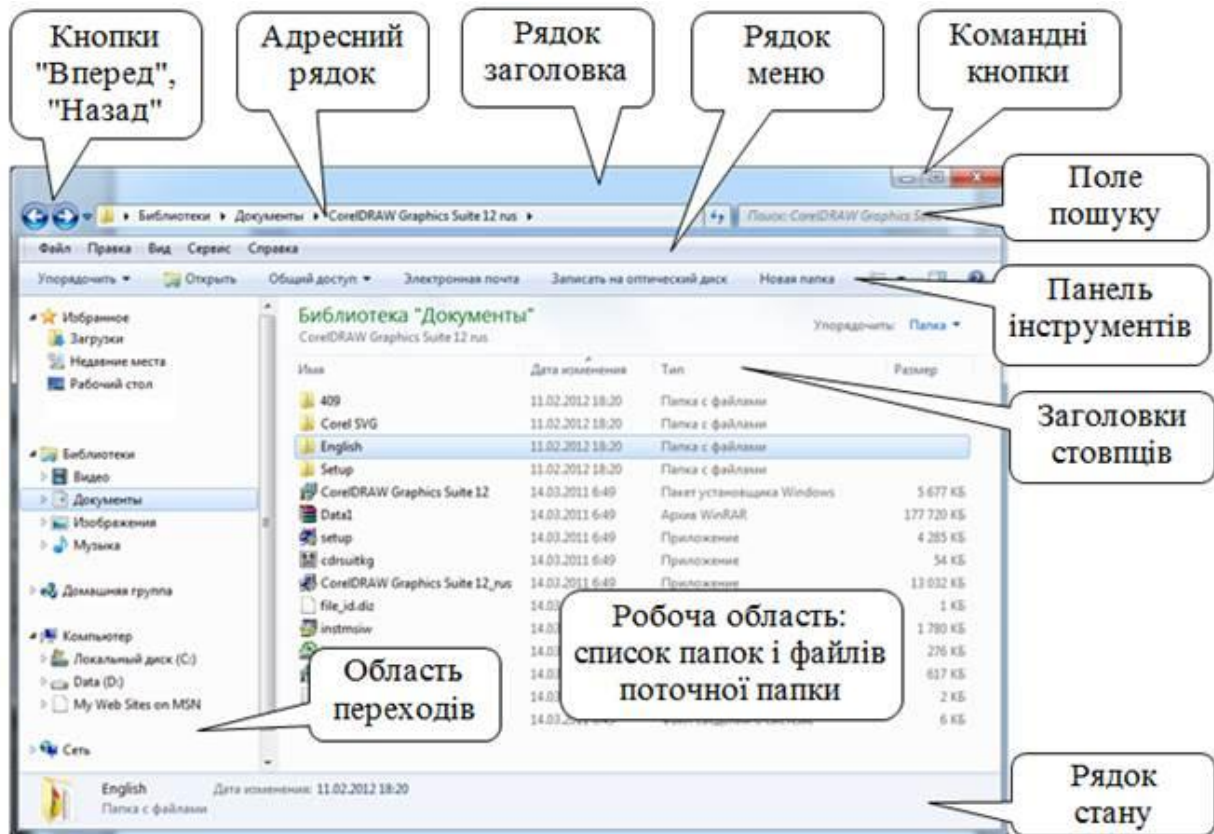 Кнопки
"Вперед",
"Назад"
Адресний
рядок
Рядок
заголовка
Рядок
меню
Командні
кнопки
Поле
пошуку
Библиотеки Документы CorelDRAW Graphics Suite 12 rus
Поиск: CorelDRAW Graphics
Файл Правка Вид Сервис Справка
Упорядочить Открыть Общий доступ Электронная почта Записать на оптический диск Новая папка
Панель
інструментів
Избранное
Загрузки
Недавние места
Рабочий стол
Библиотеки
Видео
Документы
Изображения
Музыка
Домашняя группа
Компьютер
Локальный диск (C:)
Data (D:)
My Web Sites on MSN
Сеть
Область
переходів
Библиотека "Документы"
CorelDRAW Graphics Suite 12 rus
Упорядочить: Папка
Имя Дата изменения Тип Размер
Заголовки
стовпців
409 11.02.2012 18:20 Папка с файлами
Corel SVG 11.02.2012 18:20 Папка с файлами
English 11.02.2012 18:20 Папка с файлами
Setup 11.02.2012 18:20 Папка с файлами
CorelDRAW Graphics Suite 12 14.03.2011 6:49 Пакет установщика Windows 5 677 КБ
Data1 14.03.2011 6:49 Архив WinRAR 177 720 КБ
setup 14.03.2011 6:49 Приложение 4 285 КБ
cdrsuitkg 14.03.2011 6:49 Приложение 54 КБ
CorelDRAW Graphics Suite 12_rus 14.03.2011 6:49 Приложение 13 032 КБ
file_id.diz 1 КБ
instmsiw 1 780 КБ
276 КБ
617 КБ
2 КБ
6 КБ
Робоча область:
список папок і файлів
поточної папки
English Дата изменения: 11.02.2012 18:20
Папка с файлами
Рядок
стану